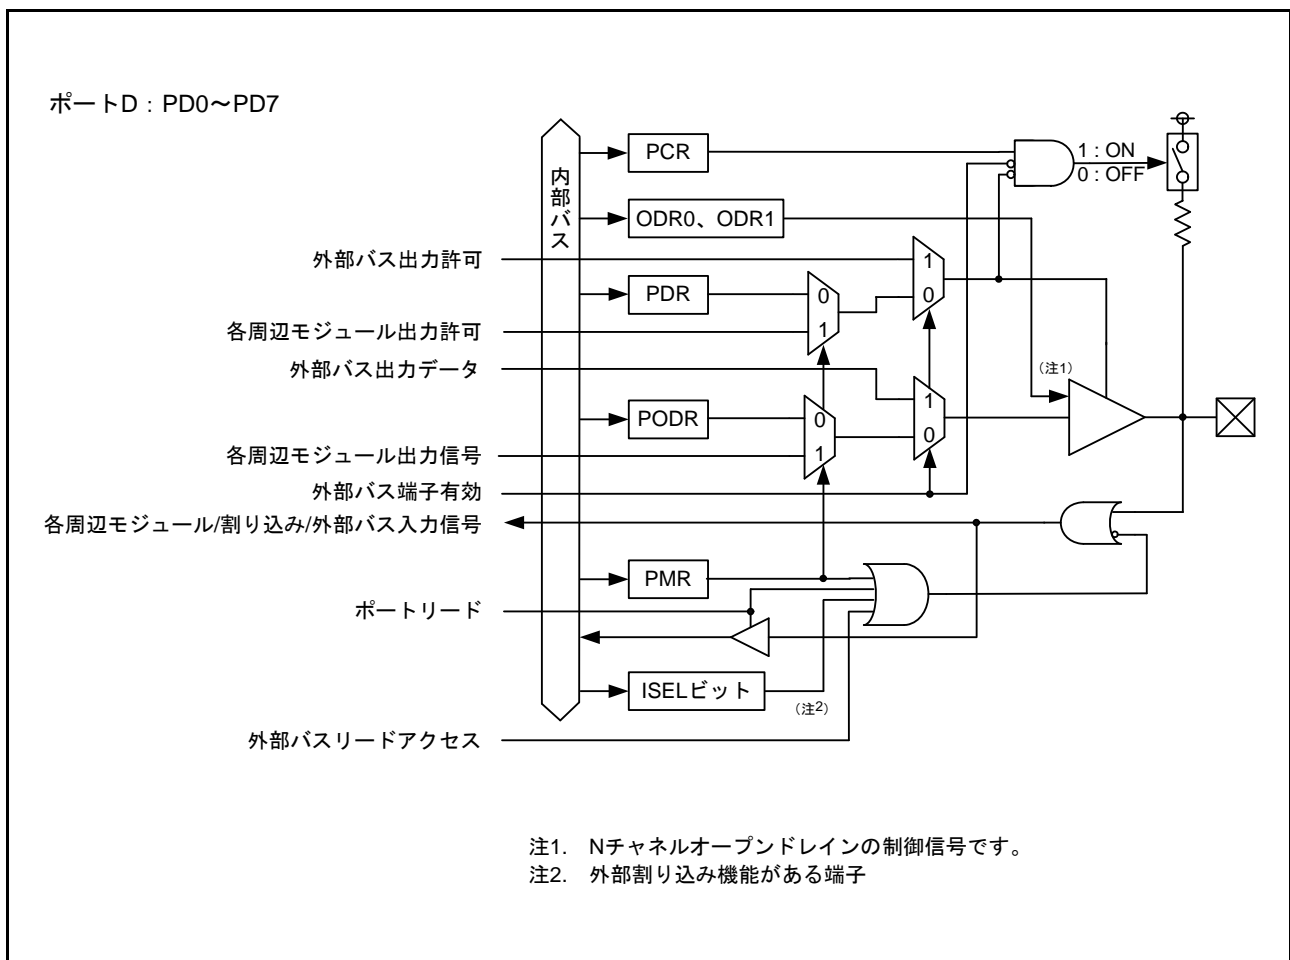 ポートD：PD0～PD7
内部バス
PCR
1 : ON
0 : OFF
ODR0、ODR1
外部バス出力許可
1
0
PDR
0
1
各周辺モジュール出力許可
外部バス出力データ
（注1）
1
0
PODR
0
1
各周辺モジュール出力信号
外部バス端子有効
各周辺モジュール/割り込み/外部バス入力信号
PMR
ポートリード
ISELビット
（注2）
外部バスリードアクセス
注1. Nチャネルオープンドレインの制御信号です。
注2. 外部割り込み機能がある端子